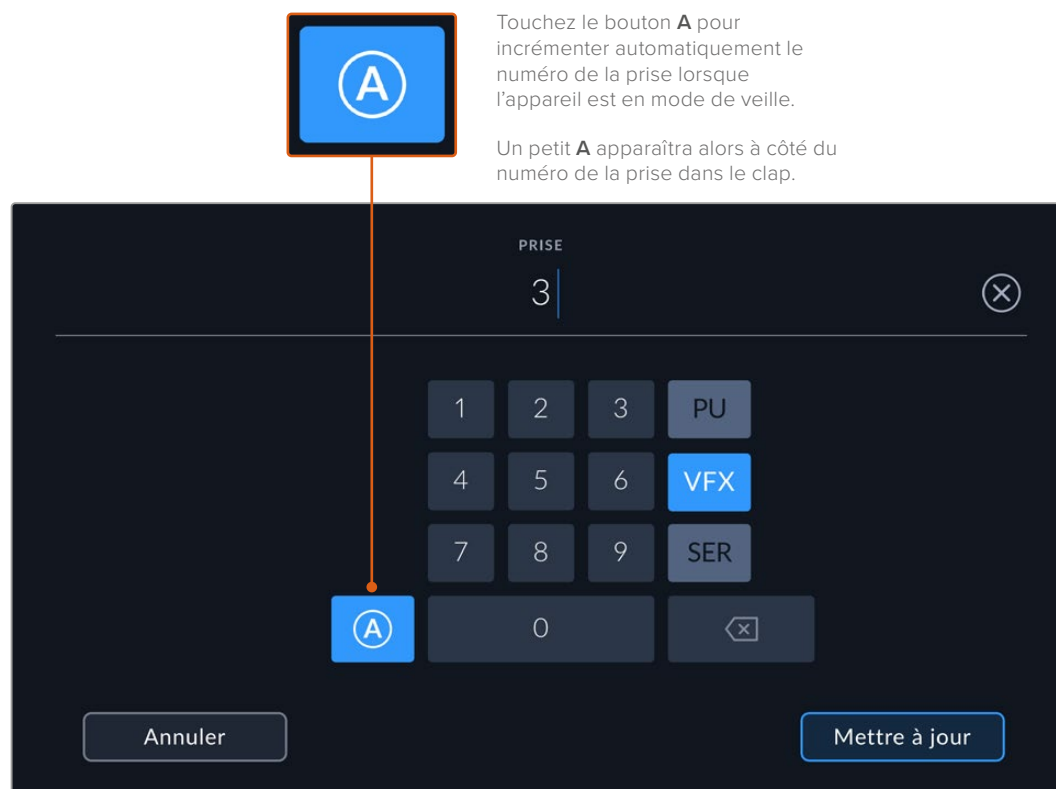 A
Touchez le bouton A pour
incrémenter automatiquement le
numéro de la prise lorsque
l'appareil est en mode de veille.
Un petit A apparaîtra alors à côté du
numéro de la prise dans le clap.
PRISE
3
1 2 3 PU
4 5 6 VFX
7 8 9 SER
A 0
Annuler Mettre à jour